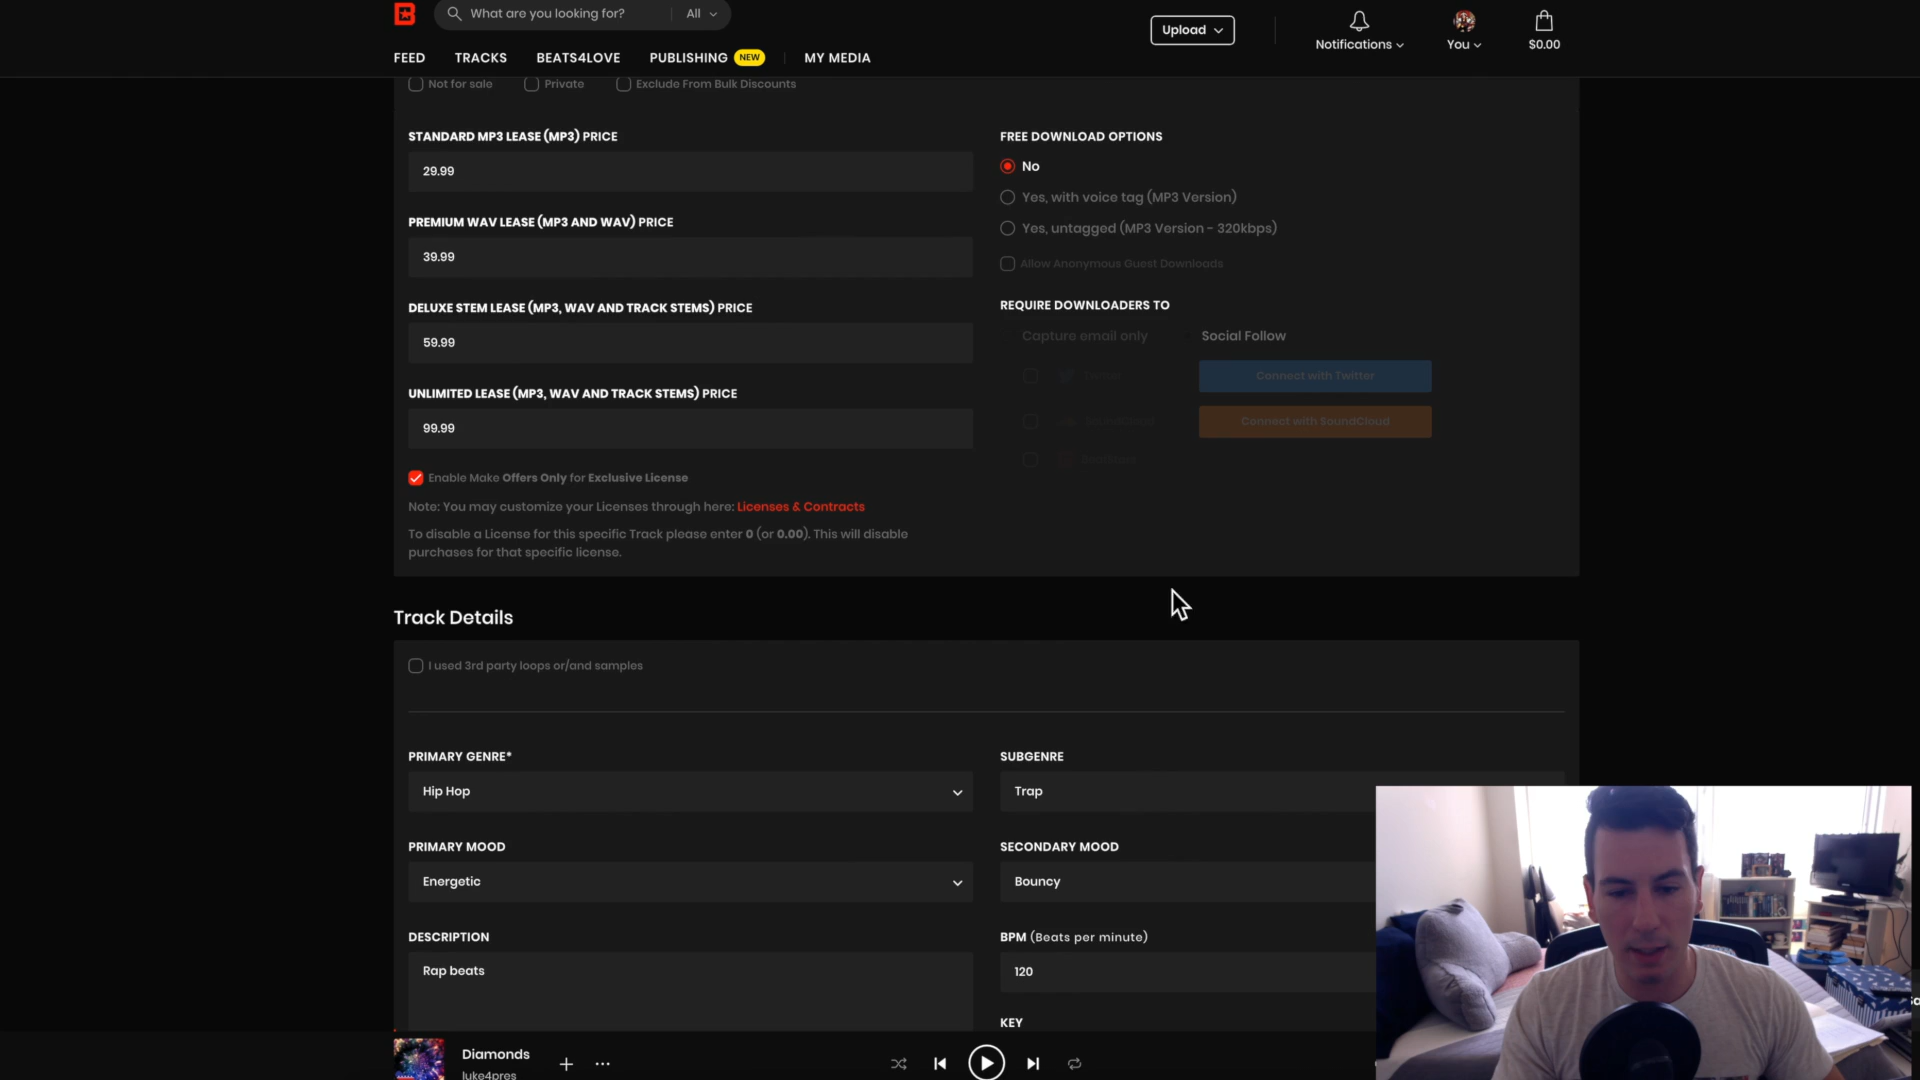 What are you looking for?
All
Upload
Notifications
You
$0.00
FEED
TRACKS
BEATS4LOVE
PUBLISHING
NEW
MY MEDIA
Not for sale
Private
Exclude From Bulk Discounts
STANDARD MP3 LEASE (MP3) PRICE
29.99
PREMIUM WAV LEASE (MP3 AND WAV) PRICE
39.99
DELUXE STEM LEASE (MP3, WAV AND TRACK STEMS) PRICE
59.99
UNLIMITED LEASE (MP3, WAV AND TRACK STEMS) PRICE
99.99
Enable Make Offers Only for Exclusive License
Note: You may customize your Licenses through here: Licenses & Contracts
To disable a License for this specific Track please enter 0 (or 0.00). This will disable
purchases for that specific license.
FREE DOWNLOAD OPTIONS
No
Yes, with voice tag (MP3 Version)
Yes, untagged (MP3 Version - 320kbps)
Allow Anonymous Guest Downloads
REQUIRE DOWNLOADERS TO
Capture email only
Social Follow
Twitter
Connect with Twitter
SoundCloud
Connect with SoundCloud
Track Details
I used 3rd party loops or/and samples
PRIMARY GENRE*
Hip Hop
SUBGENRE
Trap
PRIMARY MOOD
Energetic
SECONDARY MOOD
Bouncy
DESCRIPTION
Rap beats
BPM (Beats per minute)
120
KEY
Diamonds
luke4pres